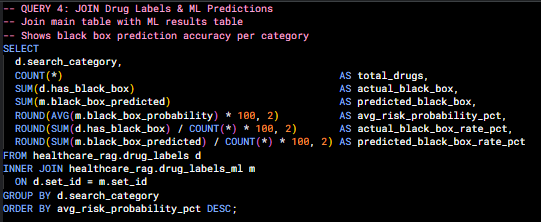 -- QUERY 4: JOIN Drug Labels & ML Predictions
-- Join main table with ML results table
-- Shows black box prediction accuracy per category
SELECT
d.search_category,
COUNT(*) AS total_drugs,
SUM(d.has_black_box) AS actual_black_box,
SUM(m.black_box_predicted) AS predicted_black_box,
ROUND(AVG(m.black_box_probability) * 100, 2) AS avg_risk_probability_pct,
ROUND(SUM(d.has_black_box) / COUNT(*) * 100, 2) AS actual_black_box_rate_pct,
ROUND(SUM(m.black_box_predicted) / COUNT(*) * 100, 2) AS predicted_black_box_rate_pct
FROM healthcare_rag.drug_labels d
INNER JOIN healthcare_rag.drug_labels_ml m
ON d.set_id = m.set_id
GROUP BY d.search_category
ORDER BY avg_risk_probability_pct DESC;